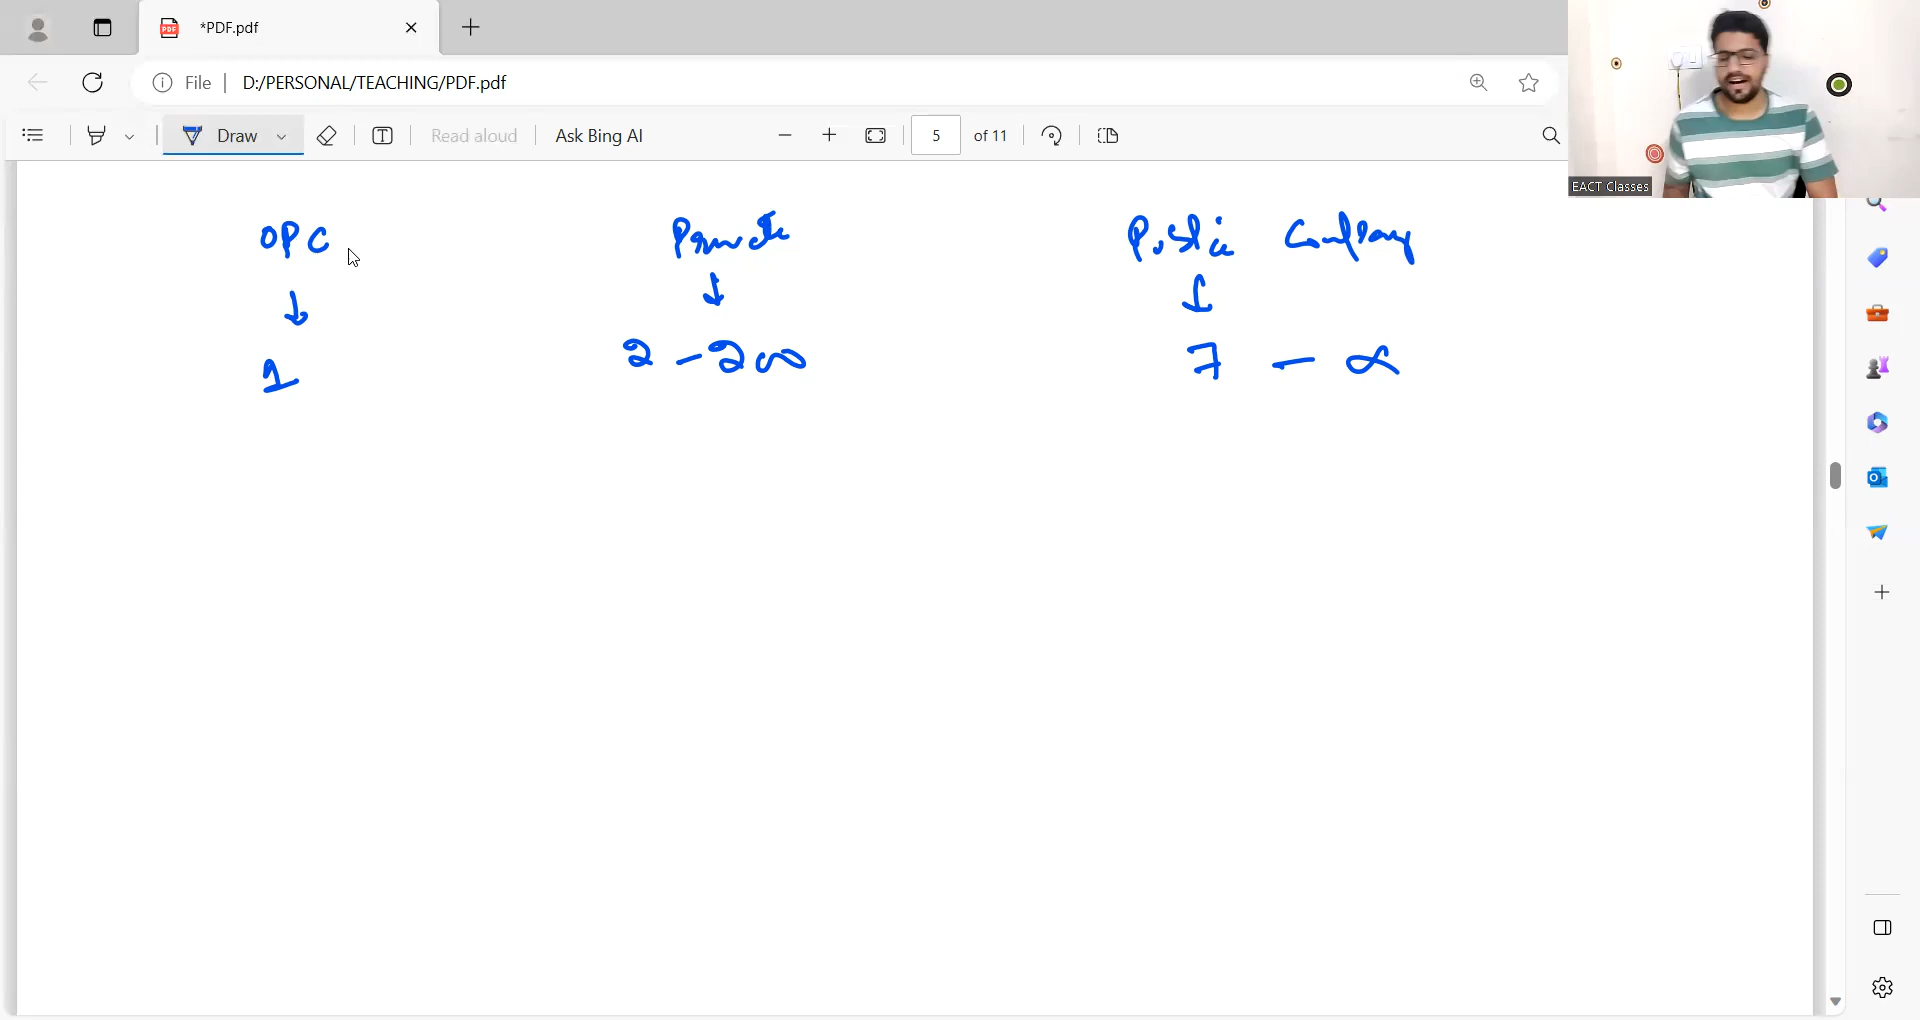 *PDF.pdf
File | D:/PERSONAL/TEACHING/PDF.pdf
Draw Read aloud Ask Bing AI 5 of 11
EACT Classes
OPC Private Public Company
↓ ↓ ↓
1 2 - 200 7 - ∞